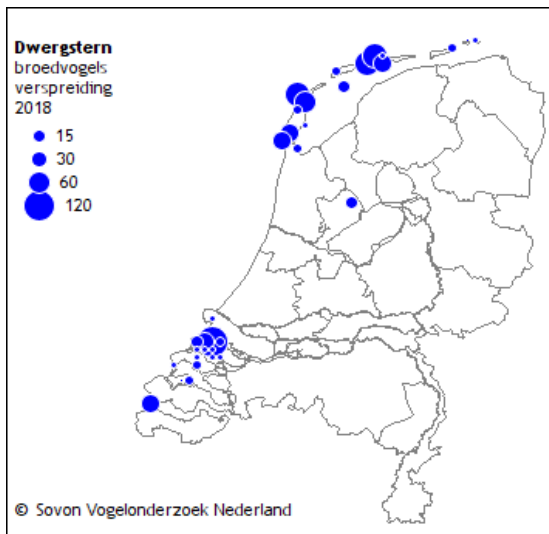 Dwergstern
broedvogels
verspreiding
2018
15
30
60
120
© Sovon Vogelonderzoek Nederland